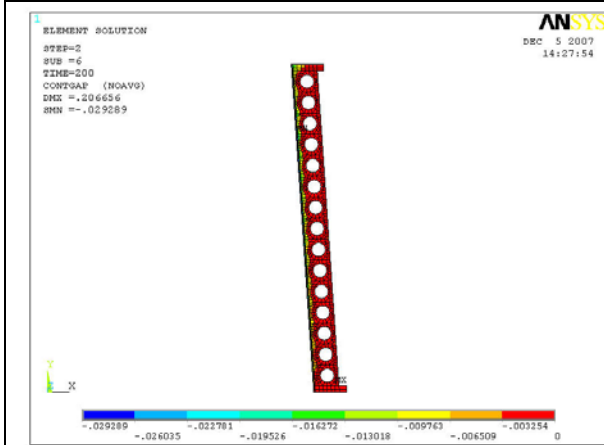 1
ELEMENT SOLUTION
STEP=2
SUB =6
TIME=200
CONTGAP (NOAVG)
DMX =.206656
SMN =-.029289
ANSYS
DEC 5 2007
14:27:54
MX
Y
Z X
-.029289 -.022781 -.016272 -.009763 -.003254
-.026035 -.019526 -.013018 -.006509 0